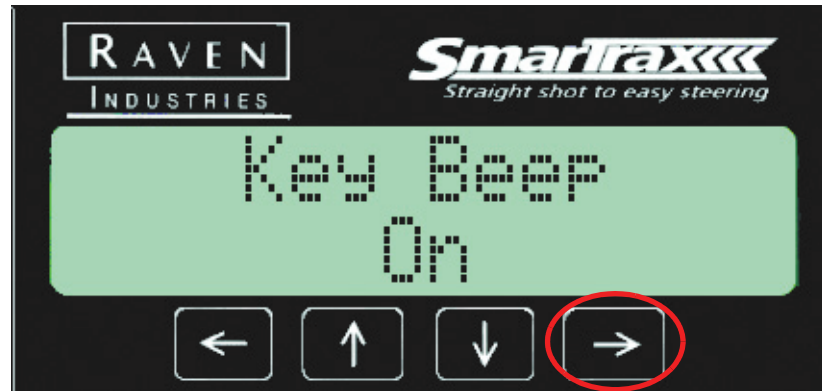 RAVEN
INDUSTRIES
SmarTrax
Straight shot to easy steering
Key Beep
On
← ↑ ↓ →